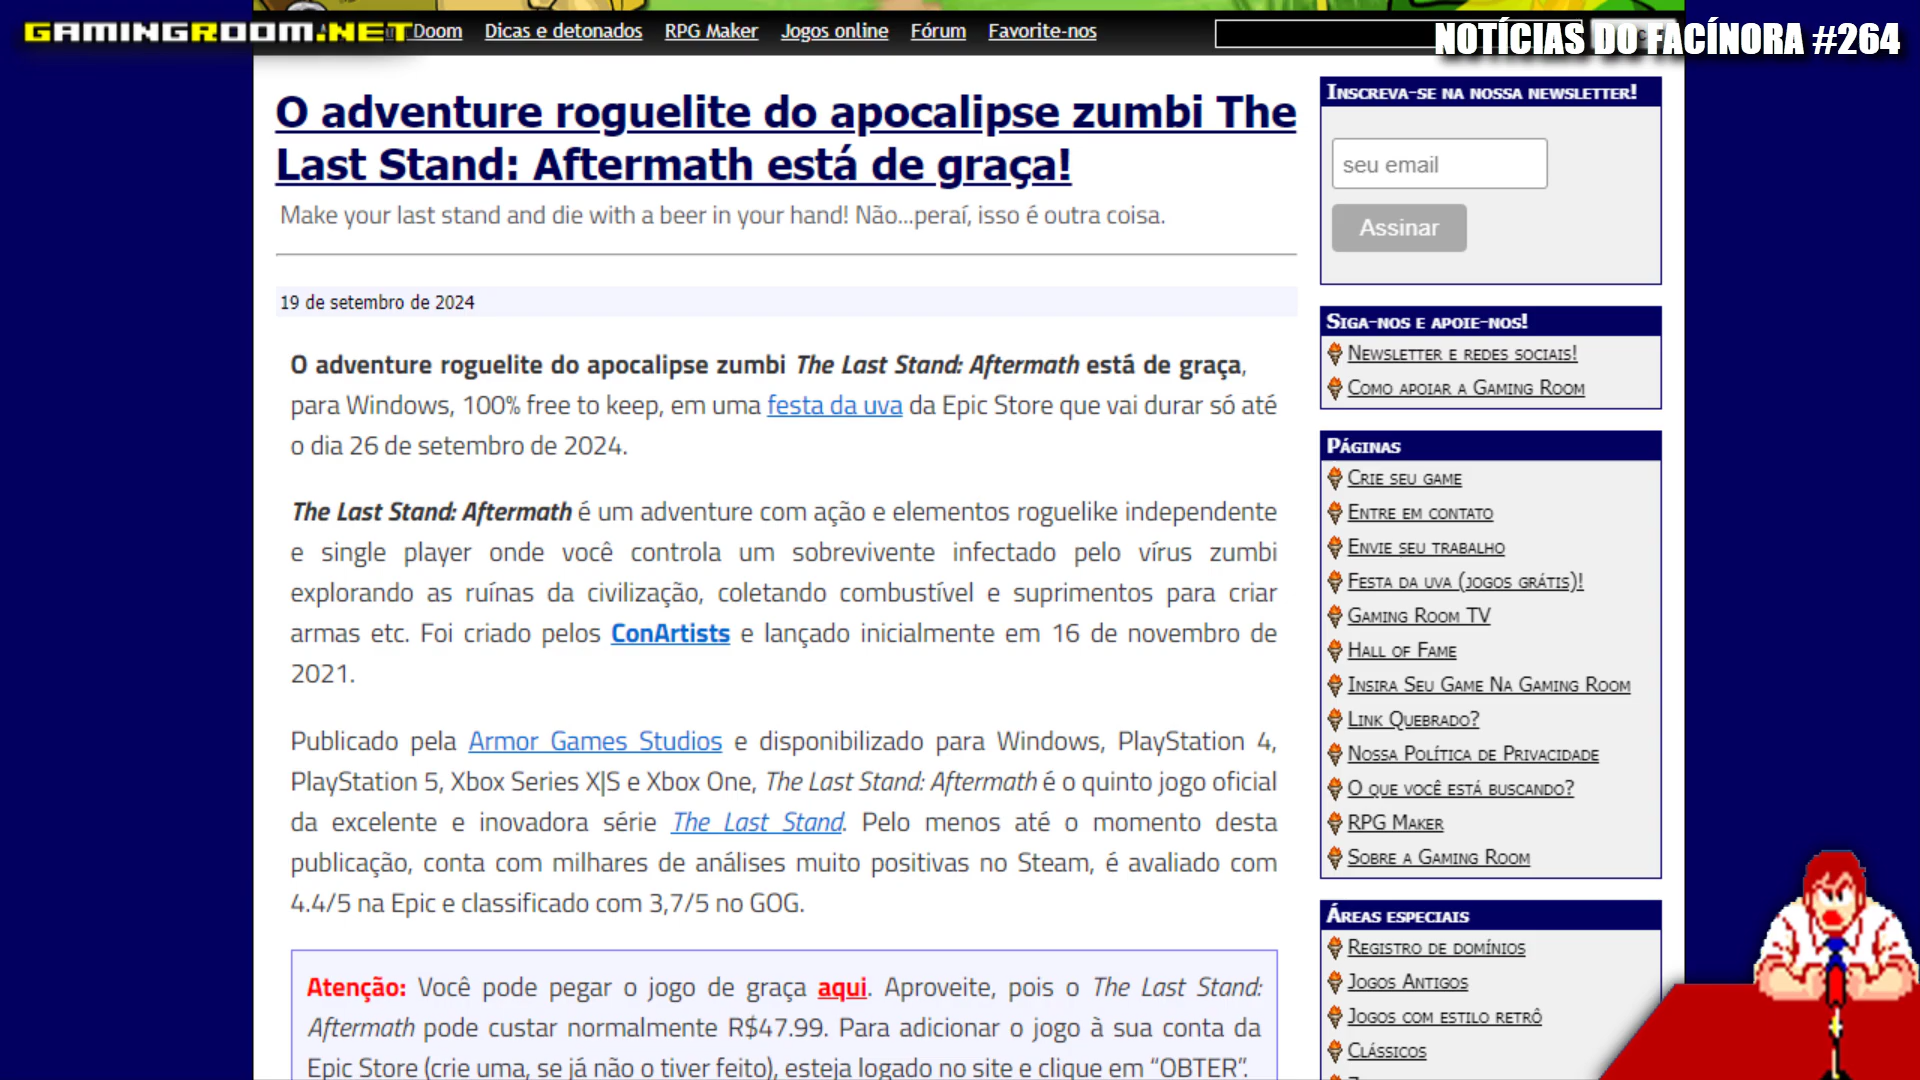 GAMINGROOM.NET
Doom Dicas e detonados RPG Maker Jogos online Fórum Favorite-nos
NOTÍCIAS DO FACÍNORA #264
O adventure roguelite do apocalipse zumbi The
Last Stand: Aftermath está de graça!
Make your last stand and die with a beer in your hand! Não...peraí, isso é outra coisa.
19 de setembro de 2024
O adventure roguelite do apocalipse zumbi The Last Stand: Aftermath está de graça,
para Windows, 100% free to keep, em uma festa da uva da Epic Store que vai durar só até
o dia 26 de setembro de 2024.
The Last Stand: Aftermath é um adventure com ação e elementos roguelike independente
e single player onde você controla um sobrevivente infectado pelo vírus zumbi
explorando as ruínas da civilização, coletando combustível e suprimentos para criar
armas etc. Foi criado pelos ConArtists e lançado inicialmente em 16 de novembro de
2021.
Publicado pela Armor Games Studios e disponibilizado para Windows, PlayStation 4,
PlayStation 5, Xbox Series X|S e Xbox One, The Last Stand: Aftermath é o quinto jogo oficial
da excelente e inovadora série The Last Stand. Pelo menos até o momento desta
publicação, conta com milhares de análises muito positivas no Steam, é avaliado com
4.4/5 na Epic e classificado com 3,7/5 no GOG.
Atenção: Você pode pegar o jogo de graça aqui. Aproveite, pois o The Last Stand:
Aftermath pode custar normalmente R$47.99. Para adicionar o jogo à sua conta da
Epic Store (crie uma, se já não o tiver feito), esteja logado no site e clique em “OBTER”.
Inscreva-se na nossa newsletter!
seu email
Assinar
Siga-nos e apoie-nos!
Newsletter e redes sociais!
Como apoiar a Gaming Room
Páginas
Crie seu game
Entre em contato
Envie seu trabalho
Festa da uva (jogos grátis)!
Gaming Room TV
Hall of Fame
Insira Seu Game Na Gaming Room
Link Quebrado?
Nossa Política de Privacidade
O que você está buscando?
RPG Maker
Sobre a Gaming Room
Áreas especiais
Registro de domínios
Jogos Antigos
Jogos com estilo retrô
Clássicos